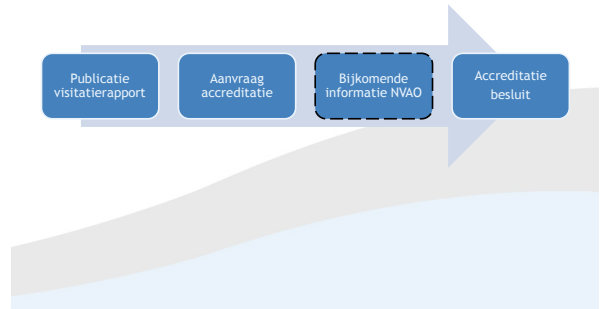 Publicatie
visitatierapport
Aanvraag
accreditatie
Bijkomende
informatie NVAO
Accreditatie
besluit